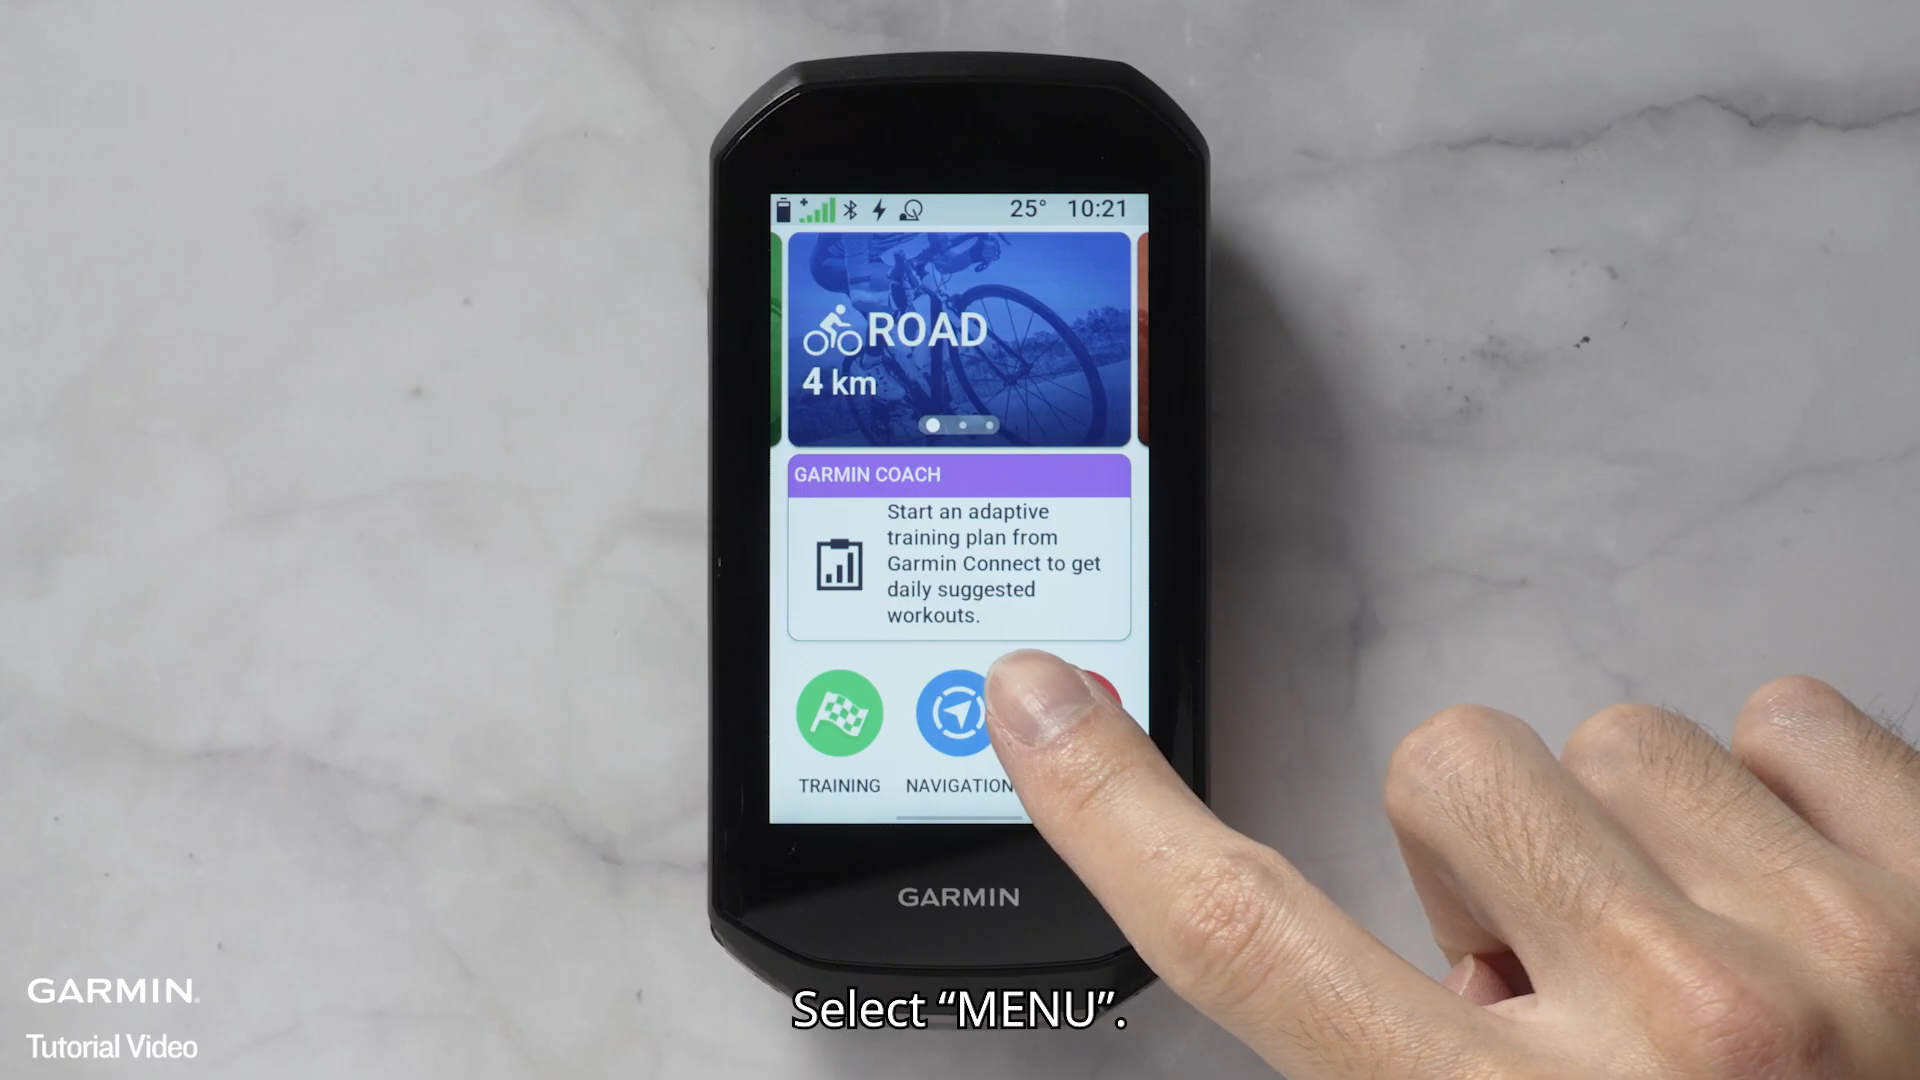 25° 10:21
ROAD
4 km
GARMIN COACH
Start an adaptive
training plan from
Garmin Connect to get
daily suggested
workouts.
TRAINING NAVIGATION
GARMIN
Select “MENU”.
GARMIN.
Tutorial Video